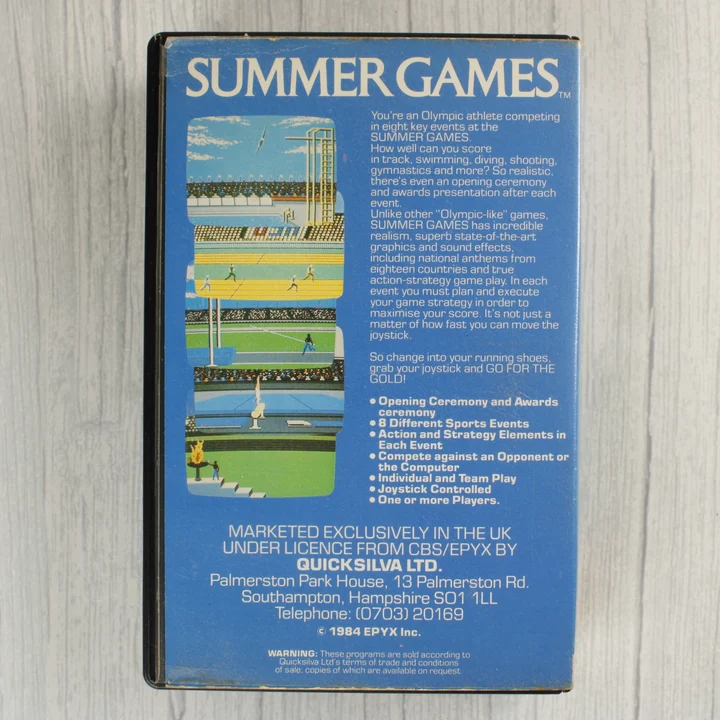 SUMMER GAMES™
You're an Olympic athlete competing
in eight key events at the
SUMMER GAMES.
How well can you score
in track, swimming, diving, shooting,
gymnastics and more? So realistic,
there's even an opening ceremony
and awards presentation after each
event.
Unlike other "Olympic-like" games,
SUMMER GAMES has incredible
realism, superb state-of-the-art
graphics and sound effects,
including national anthems from
eighteen countries and true
action-strategy game play. In each
event you must plan and execute
your game strategy in order to
maximise your score. It's not just a
matter of how fast you can move the
joystick.
So change into your running shoes,
grab your joystick and GO FOR THE
GOLD!
• Opening Ceremony and Awards
ceremony
• 8 Different Sports Events
• Action and Strategy Elements in
Each Event
• Compete against an Opponent or
the Computer
• Individual and Team Play
• Joystick Controlled
• One or more Players.
MARKETED EXCLUSIVELY IN THE UK
UNDER LICENCE FROM CBS/EPYX BY
QUICKSILVA LTD.
Palmerston Park House, 13 Palmerston Rd.
Southampton, Hampshire SO1 1LL
Telephone: (0703) 20169
© 1984 EPYX Inc.
WARNING: These programs are sold according to
Quicksilva Ltd's terms of trade and conditions
of sale, copies of which are available on request.